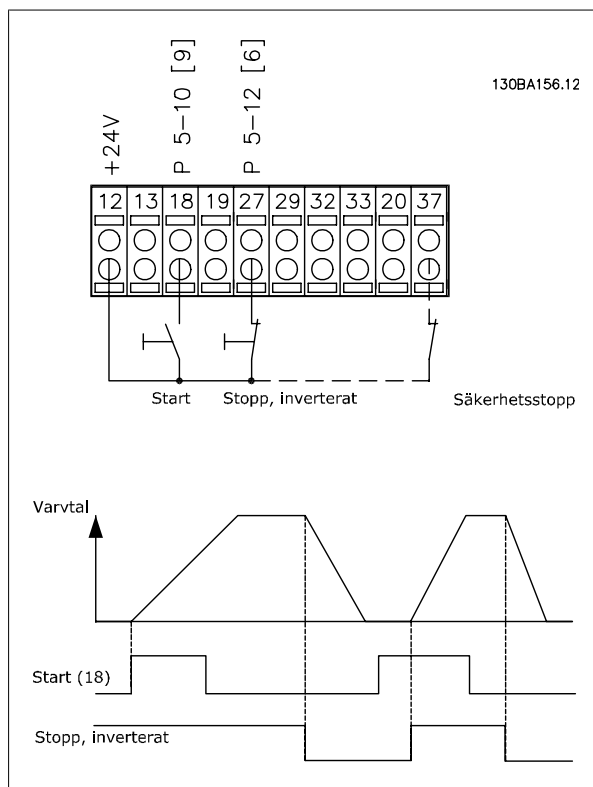 130BA156.12
+24V
P 5-10 [9]
P 5-12 [6]
12 13 18 19 27 29 32 33 20 37
Start
Stopp, inverterat
Säkerhetsstopp
Varvtal
Start (18)
Stopp, inverterat